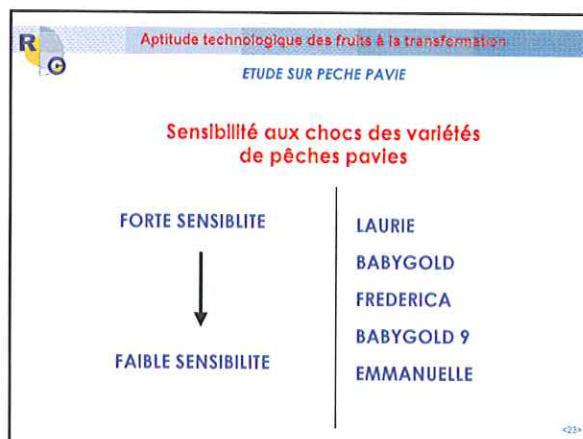 R
C
Aptitude technologique des fruits à la transformation
ETUDE SUR PECHE PAVIE
Sensibilité aux chocs des variétés
de pêches pavies
FORTE SENSIBLITE
FAIBLE SENSIBILITE
LAURIE
BABYGOLD
FREDERICA
BABYGOLD 9
EMMANUELLE
<23>